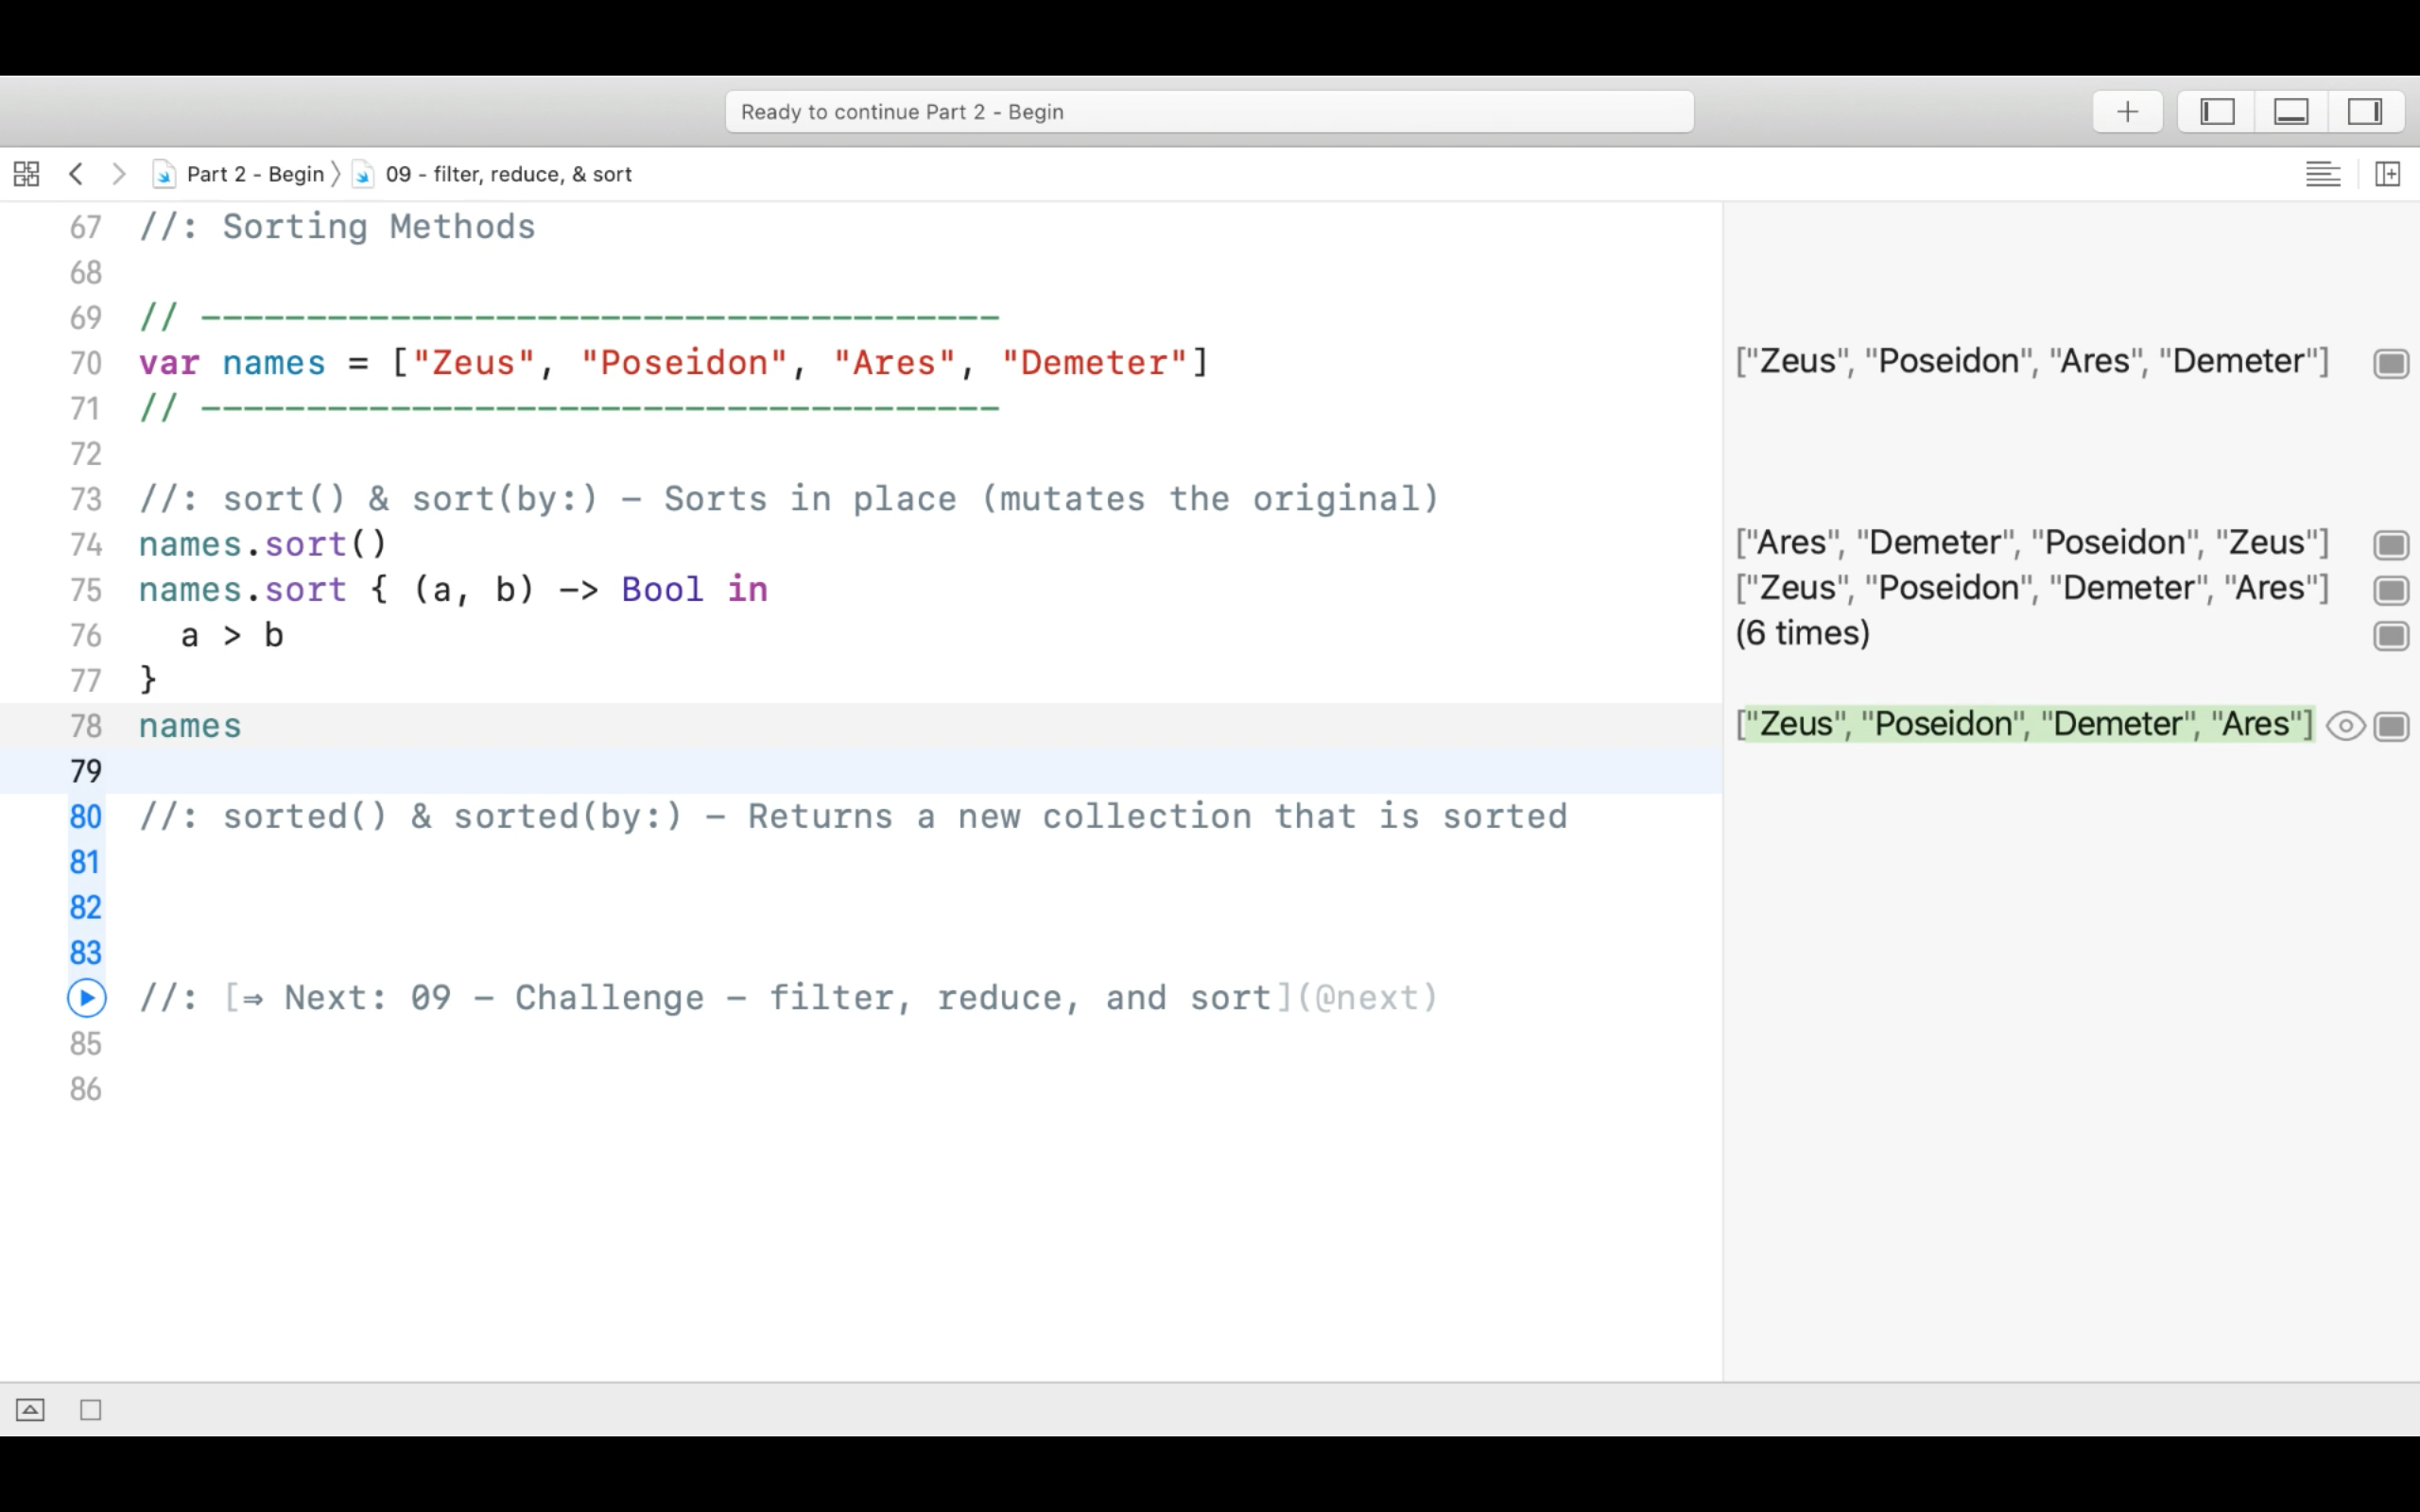 Ready to continue Part 2 - Begin
Part 2 - Begin 〉 09 - filter, reduce, & sort
67 //: Sorting Methods
68
69 // --------------------------------------
70 var names = ["Zeus", "Poseidon", "Ares", "Demeter"] ["Zeus", "Poseidon", "Ares", "Demeter"]
71 // --------------------------------------
72
73 //: sort() & sort(by:) - Sorts in place (mutates the original)
74 names.sort() ["Ares", "Demeter", "Poseidon", "Zeus"]
75 names.sort { (a, b) -> Bool in ["Zeus", "Poseidon", "Demeter", "Ares"]
76 a > b (6 times)
77 }
78 names ["Zeus", "Poseidon", "Demeter", "Ares"]
79
80 //: sorted() & sorted(by:) - Returns a new collection that is sorted
81
82
83
//: [⇒ Next: 09 - Challenge - filter, reduce, and sort](@next)
85
86